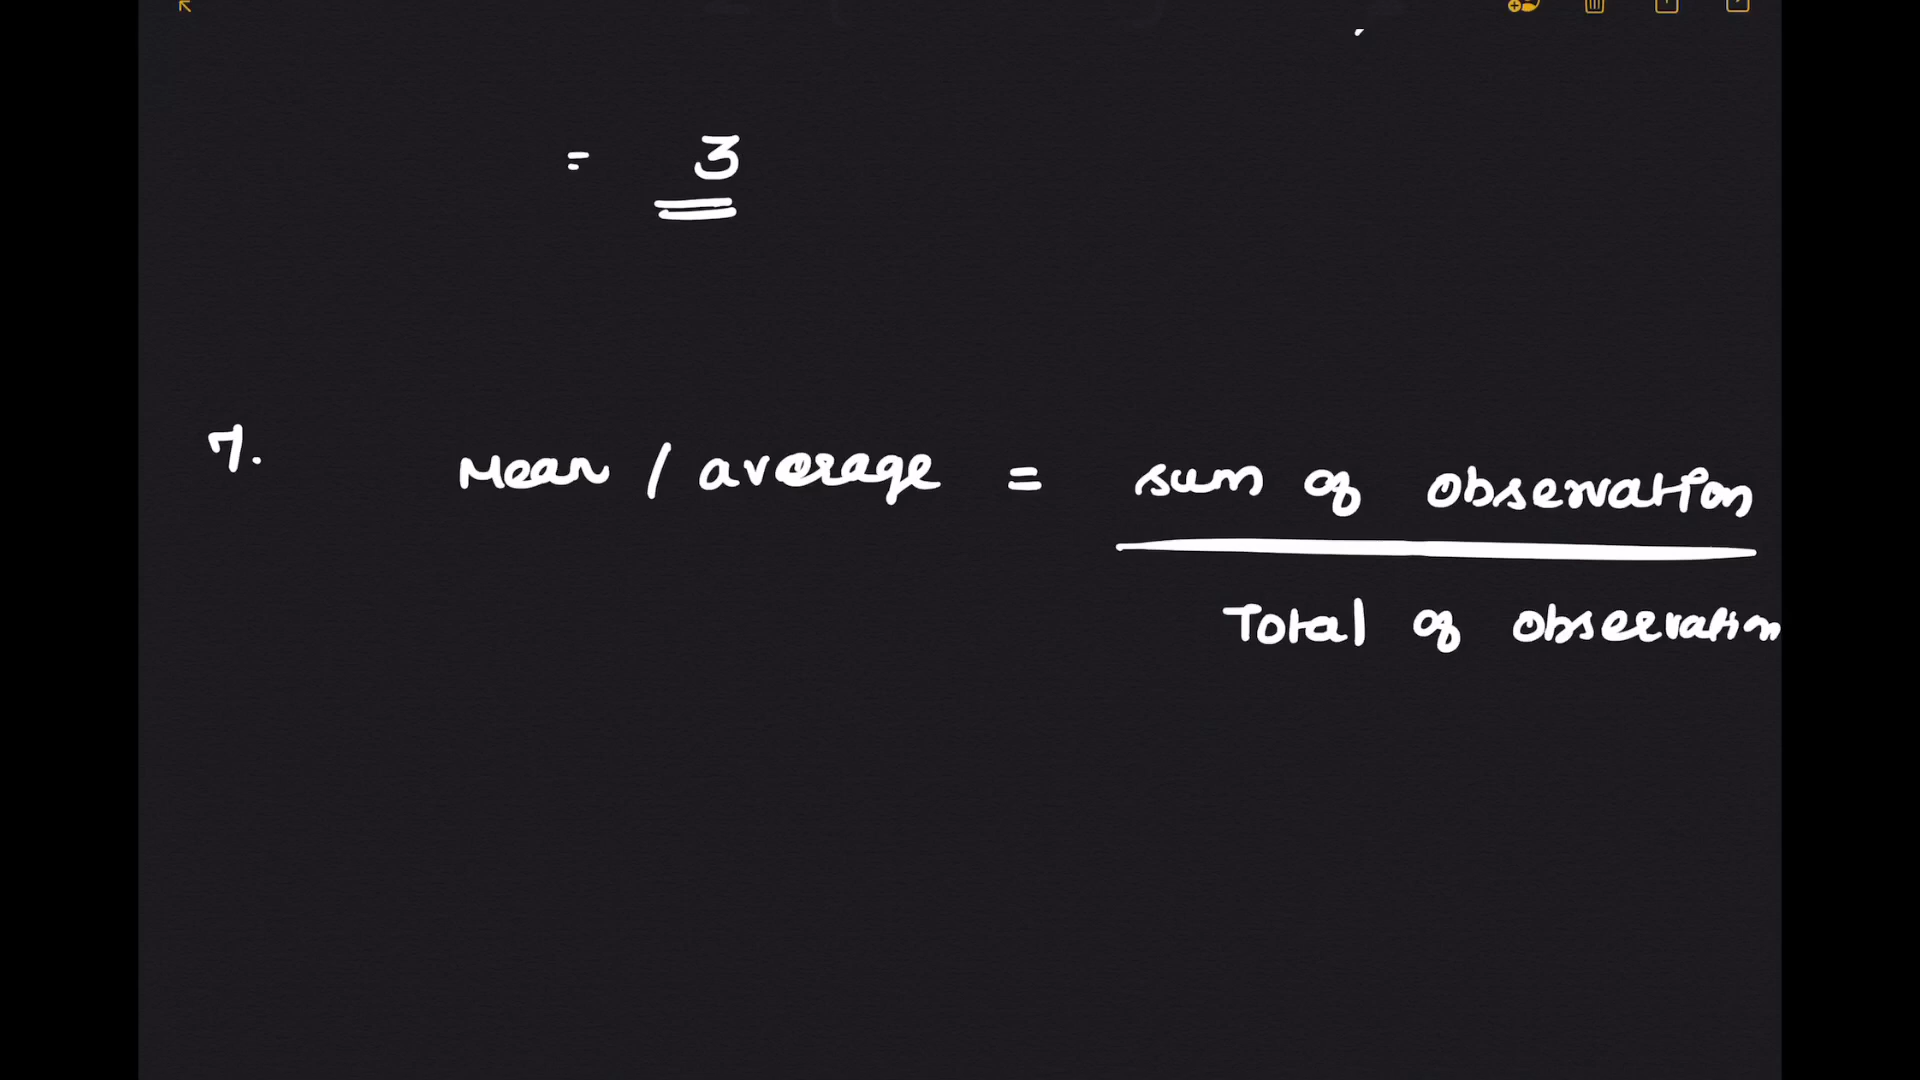 = 3
7. Mean / average = sum of observation
Total of observation